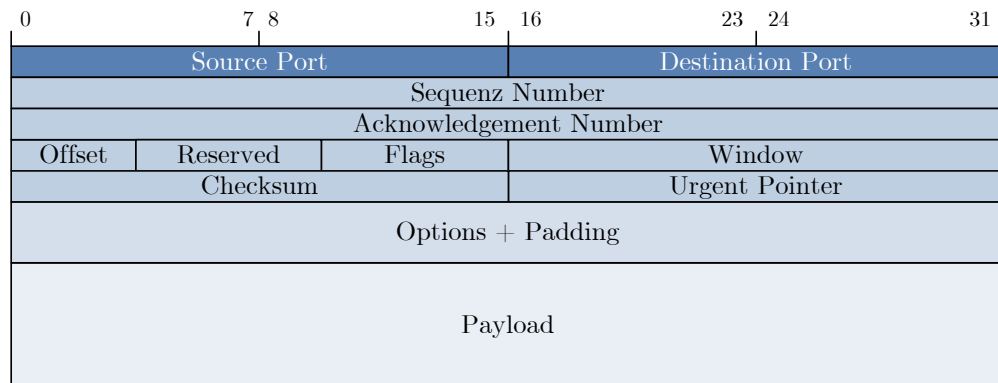 0 7 8 15 16 23 24 31
Source Port Destination Port
Sequenz Number
Acknowledgement Number
Offset Reserved Flags Window
Checksum Urgent Pointer
Options + Padding
Payload